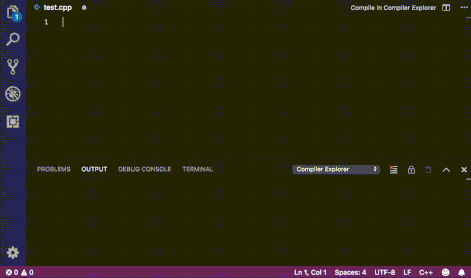 test.cpp
Compile in Compiler Explorer
1
1
PROBLEMS OUTPUT DEBUG CONSOLE TERMINAL
Compiler Explorer
0 0
Ln 1, Col 1 Spaces: 4 UTF-8 LF C++